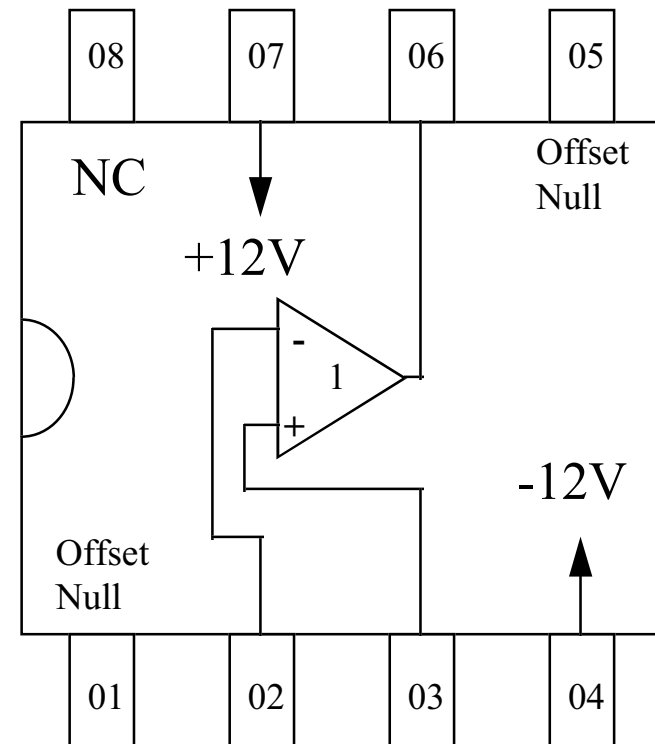 08
07
06
05
NC
Offset
Null
+12V
-
1
+
-12V
Offset
Null
01
02
03
04